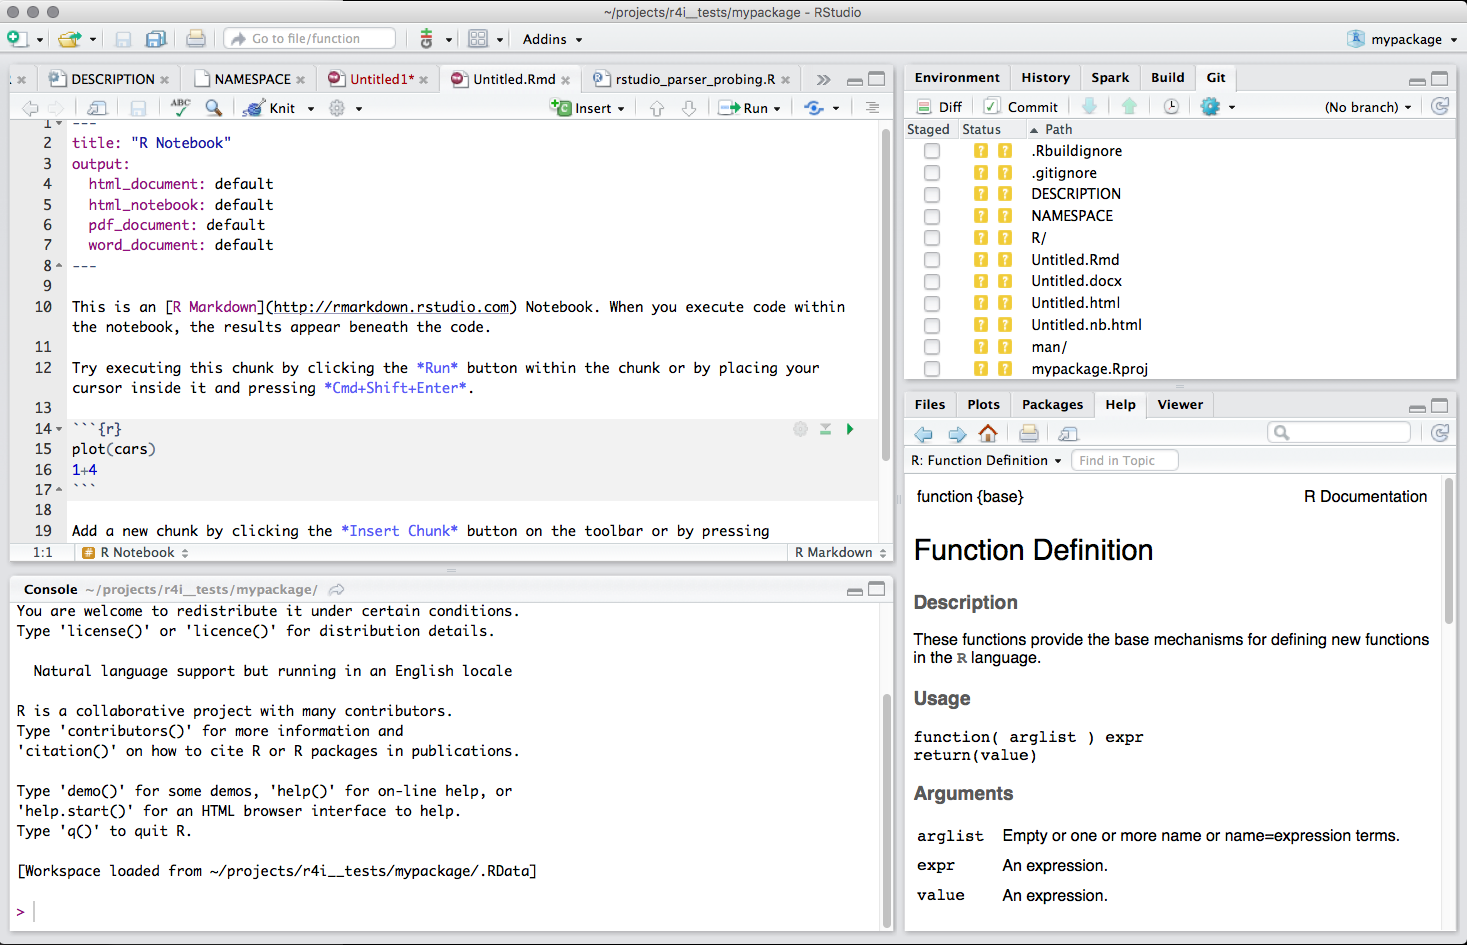 ~/projects/r4i__tests/mypackage - RStudio
Go to file/function
Addins
mypackage
DESCRIPTION
NAMESPACE
Untitled1*
Untitled.Rmd
rstudio_parser_probing.R
ABC
Knit
Insert
Run
1 ---
2 title: "R Notebook"
3 output:
4 html_document: default
5 html_notebook: default
6 pdf_document: default
7 word_document: default
8 ---
9
10 This is an [R Markdown](http://rmarkdown.rstudio.com) Notebook. When you execute code within
the notebook, the results appear beneath the code.
11
12 Try executing this chunk by clicking the *Run* button within the chunk or by placing your
cursor inside it and pressing *Cmd+Shift+Enter*.
13
14 ```{r}
15 plot(cars)
16 1+4
17 ```
18
19 Add a new chunk by clicking the *Insert Chunk* button on the toolbar or by pressing
1:1
# R Notebook
R Markdown
Console ~/projects/r4i__tests/mypackage/
You are welcome to redistribute it under certain conditions.
Type 'license()' or 'licence()' for distribution details.
Natural language support but running in an English locale
R is a collaborative project with many contributors.
Type 'contributors()' for more information and
'citation()' on how to cite R or R packages in publications.
Type 'demo()' for some demos, 'help()' for on-line help, or
'help.start()' for an HTML browser interface to help.
Type 'q()' to quit R.
[Workspace loaded from ~/projects/r4i__tests/mypackage/.RData]
>
Environment
History
Spark
Build
Git
Diff
Commit
(No branch)
Staged Status Path
? ? .Rbuildignore
? ? .gitignore
? ? DESCRIPTION
? ? NAMESPACE
? ? R/
? ? Untitled.Rmd
? ? Untitled.docx
? ? Untitled.html
? ? Untitled.nb.html
? ? man/
? ? mypackage.Rproj
Files
Plots
Packages
Help
Viewer
R: Function Definition
Find in Topic
function {base}
R Documentation
Function Definition
Description
These functions provide the base mechanisms for defining new functions
in the R language.
Usage
function( arglist ) expr
return(value)
Arguments
arglist Empty or one or more name or name=expression terms.
expr An expression.
value An expression.